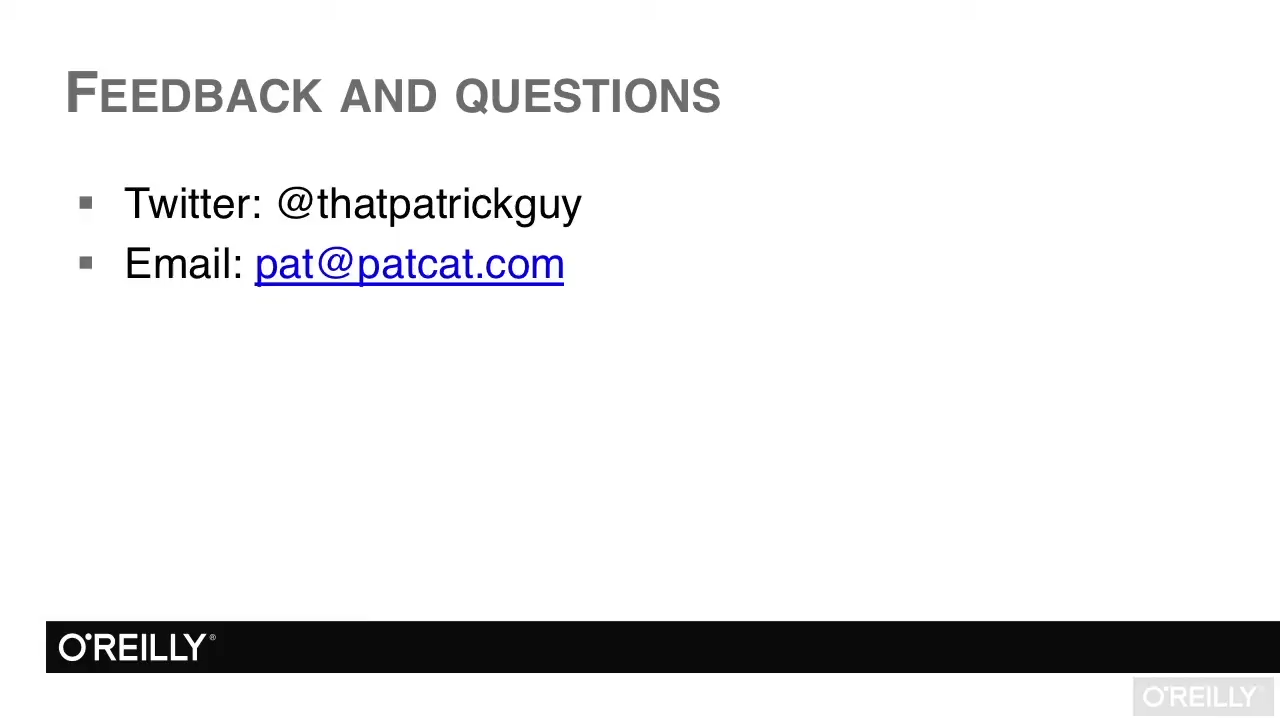 FEEDBACK AND QUESTIONS
Twitter: @thatpatrickguy
Email: pat@patcat.com
O'REILLY®
O'REILLY